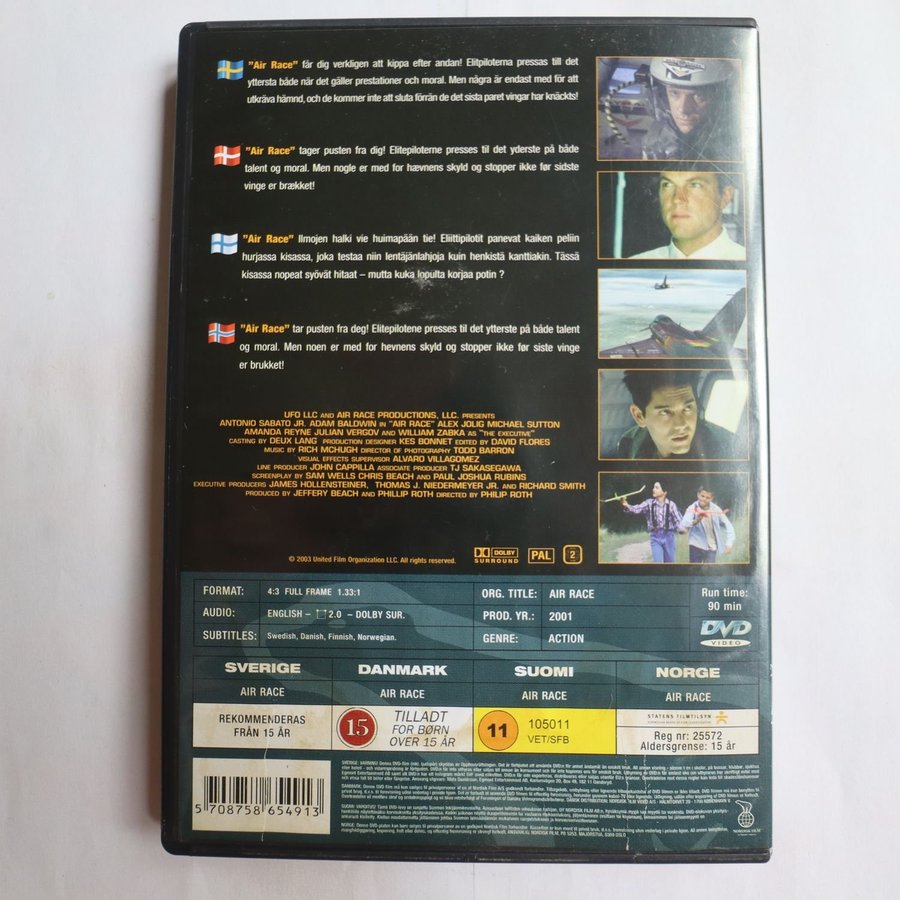 "Air Race" får dig verkligen att kippa efter andan! Elitpiloterna pressas till det
yttersta både när det gäller prestationer och moral. Men några är endast med för att
utkräva hämnd, och de kommer inte att sluta förrän de det sista paret vingar har knäckts!
"Air Race" tager pusten fra dig! Elitepiloterne presses til det yderste på både
talent og moral. Men nogle er med for hævnens skyld og stopper ikke før sidste
vinge er brækket!
"Air Race" Ilmojen halki vie huimapään tie! Eliittipilotit panevat kaiken peliin
hurjassa kisassa, joka testaa niin lentäjänlahjoja kuin henkistä kanttiakin. Tässä
kisassa nopeat syövät hitaat – mutta kuka lopulta korjaa potin ?
"Air Race" tar pusten fra deg! Elitepilotene presses til det ytterste på både talent
og moral. Men noen er med for hevnens skyld og stopper ikke før siste vinge
er brukket!
UFO LLC AND AIR RACE PRODUCTIONS, LLC. PRESENTS
ANTONIO SABATO JR. ADAM BALDWIN IN "AIR RACE" ALEX JOLIG MICHAEL SUTTON
AMANDA REYNE JULIAN VERGOV AND WILLIAM ZABKA AS "THE EXECUTIVE"
CASTING BY DEUX LANG PRODUCTION DESIGNER KES BONNET EDITED BY DAVID FLORES
MUSIC BY RICH MCHUGH DIRECTOR OF PHOTOGRAPHY TODD BARRON
VISUAL EFFECTS SUPERVISOR ALVARO VILLAGOMEZ
LINE PRODUCER JOHN CAPPILLA ASSOCIATE PRODUCER TJ SAKASEGAWA
SCREENPLAY BY SAM WELLS CHRIS BEACH AND PAUL JOSHUA RUBINS
EXECUTIVE PRODUCERS JAMES HOLLENSTEINER, THOMAS J. NIEDERMEYER JR. AND RICHARD SMITH
PRODUCED BY JEFFERY BEACH AND PHILLIP ROTH DIRECTED BY PHILIP ROTH
© 2003 United Film Organization LLC. All rights reserved.
DOLBY SURROUND PAL 2
FORMAT: 4:3 FULL FRAME 1.33:1 ORG. TITLE: AIR RACE Run time:
90 min
AUDIO: ENGLISH – 2.0 – DOLBY SUR. PROD. YR.: 2001
SUBTITLES: Swedish, Danish, Finnish, Norwegian. GENRE: ACTION
DVD VIDEO
SVERIGE DANMARK SUOMI NORGE
AIR RACE AIR RACE AIR RACE AIR RACE
REKOMMENDERAS
FRÅN 15 ÅR
15 TILLADT
FOR BØRN
OVER 15 ÅR
11 105011
VET/SFB
STATENS FILMTILSYN
Reg nr: 25572
Aldersgrense: 15 år
5 708758 654913
NORDISK FILM